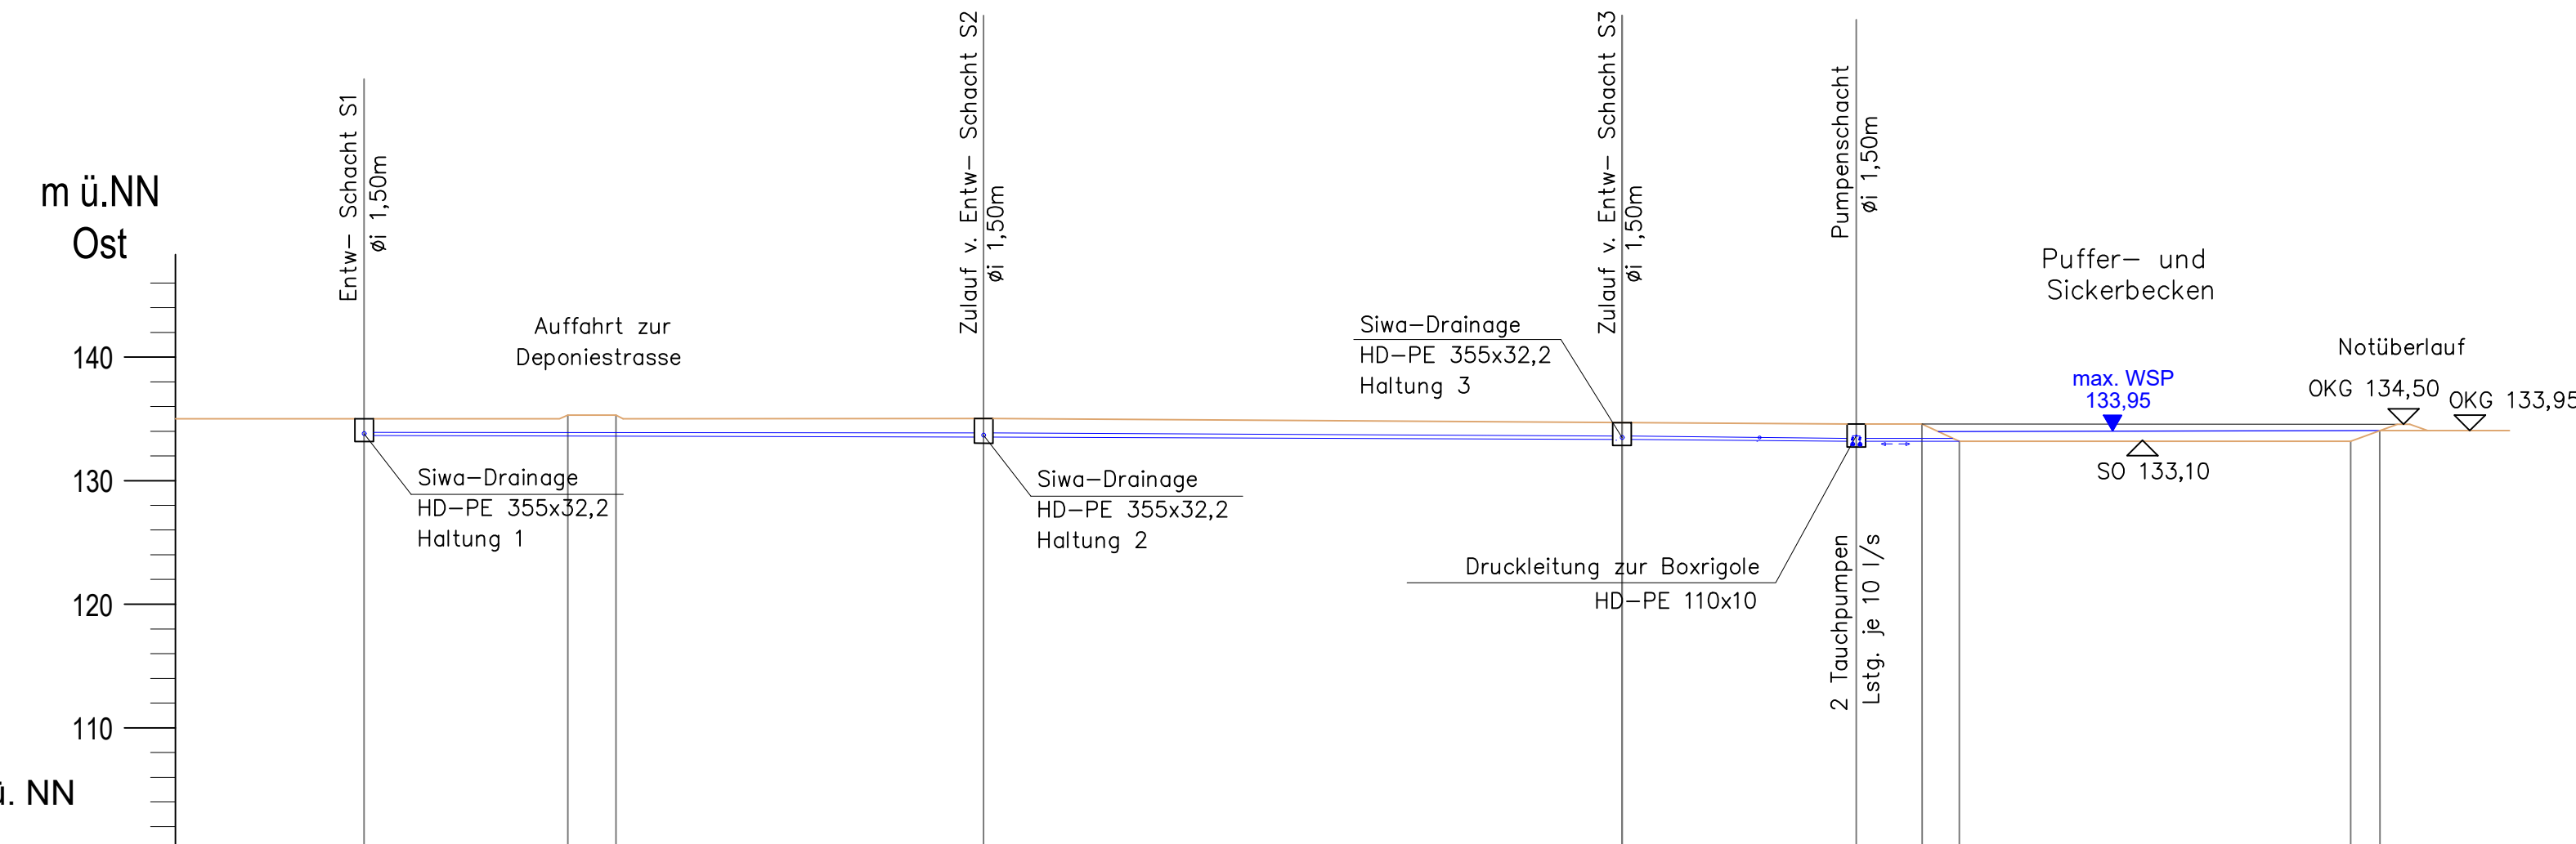 Entw- Schacht S1
øi 1,50m
Zulauf v. Entw- Schacht S2
øi 1,50m
Zulauf v. Entw- Schacht S3
øi 1,50m
Pumpenschacht
øi 1,50m
m ü.NN
Ost
Puffer- und
Sickerbecken
Auffahrt zur
Deponiestrasse
Siwa-Drainage
HD-PE 355x32,2
Haltung 3
Notüberlauf
max. WSP
133,95
OKG 134,50
OKG 133,95
140
130
120
110
SO 133,10
Siwa-Drainage
HD-PE 355x32,2
Haltung 1
Siwa-Drainage
HD-PE 355x32,2
Haltung 2
Druckleitung zur Boxrigole
HD-PE 110x10
2 Tauchpumpen
Lstg. je 10 l/s
ü. NN